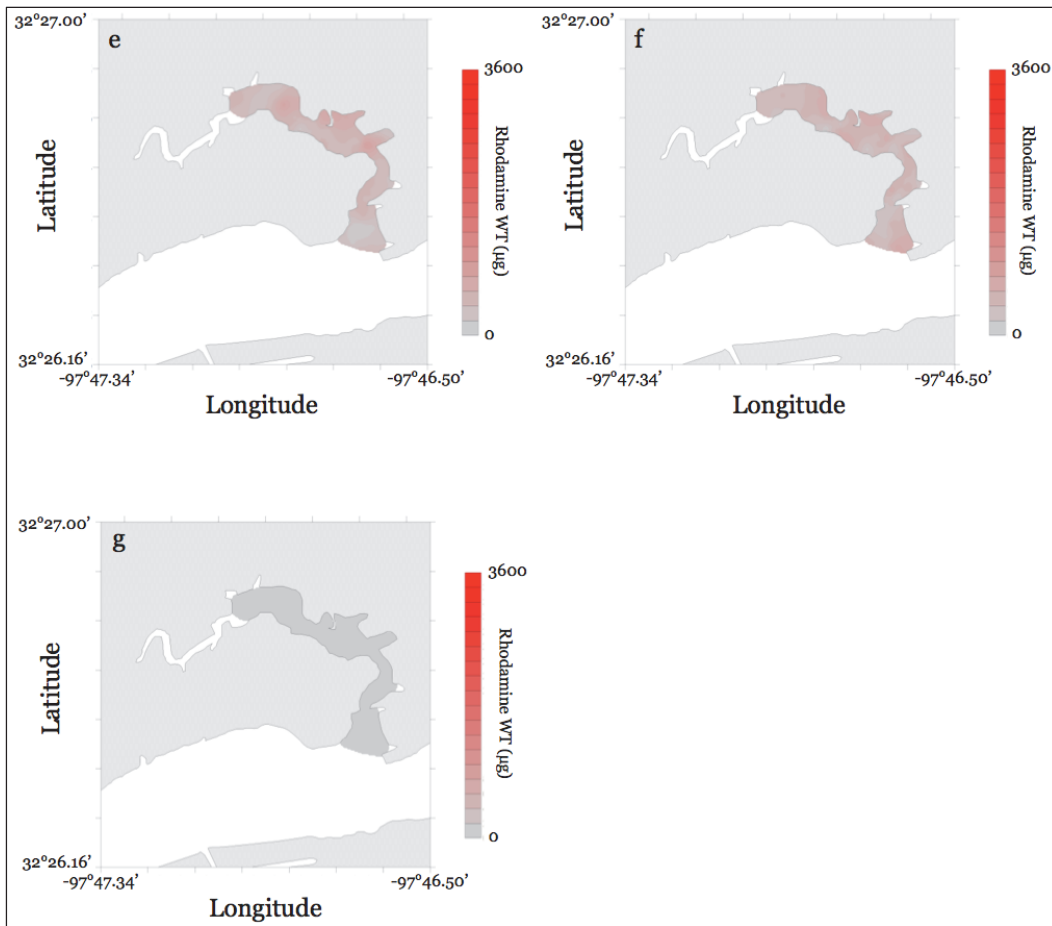 e
32°27.00'
Latitude
32°26.16'
-97°47.34'
-97°46.50'
Longitude
3600
Rhodamine WT (µg)
0
f
32°27.00'
Latitude
32°26.16'
-97°47.34'
-97°46.50'
Longitude
3600
Rhodamine WT (µg)
0
g
32°27.00'
Latitude
32°26.16'
-97°47.34'
-97°46.50'
Longitude
3600
Rhodamine WT (µg)
0